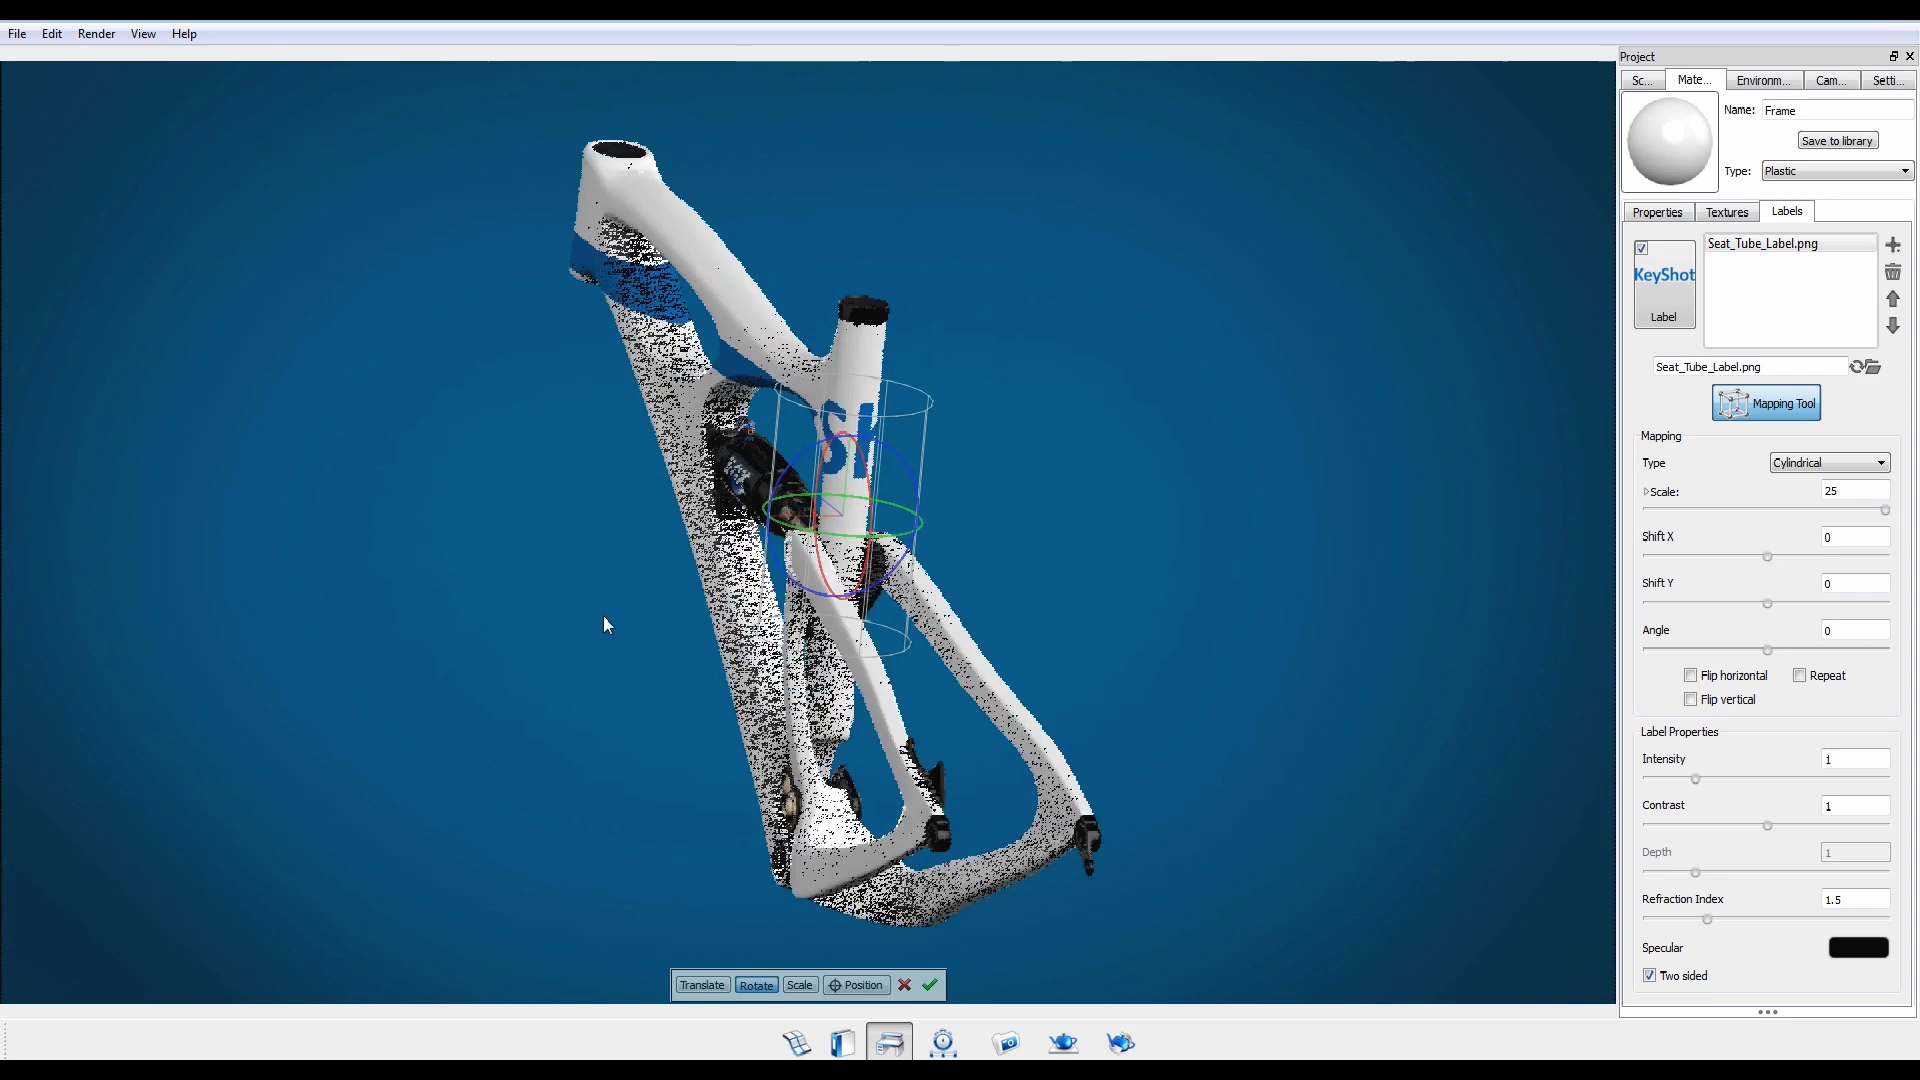 File Edit Render View Help
Project
Sc... Mate... Environm... Cam... Setti...
Name: Frame
Save to library
Type: Plastic
Properties Textures Labels
KeyShot
Label
Seat_Tube_Label.png
Seat_Tube_Label.png
Mapping Tool
Mapping
Type Cylindrical
Scale: 25
Shift X 0
Shift Y 0
Angle 0
Flip horizontal Repeat
Flip vertical
Label Properties
Intensity 1
Contrast 1
Depth 1
Refraction Index 1.5
Specular
Two sided
Translate Rotate Scale Position